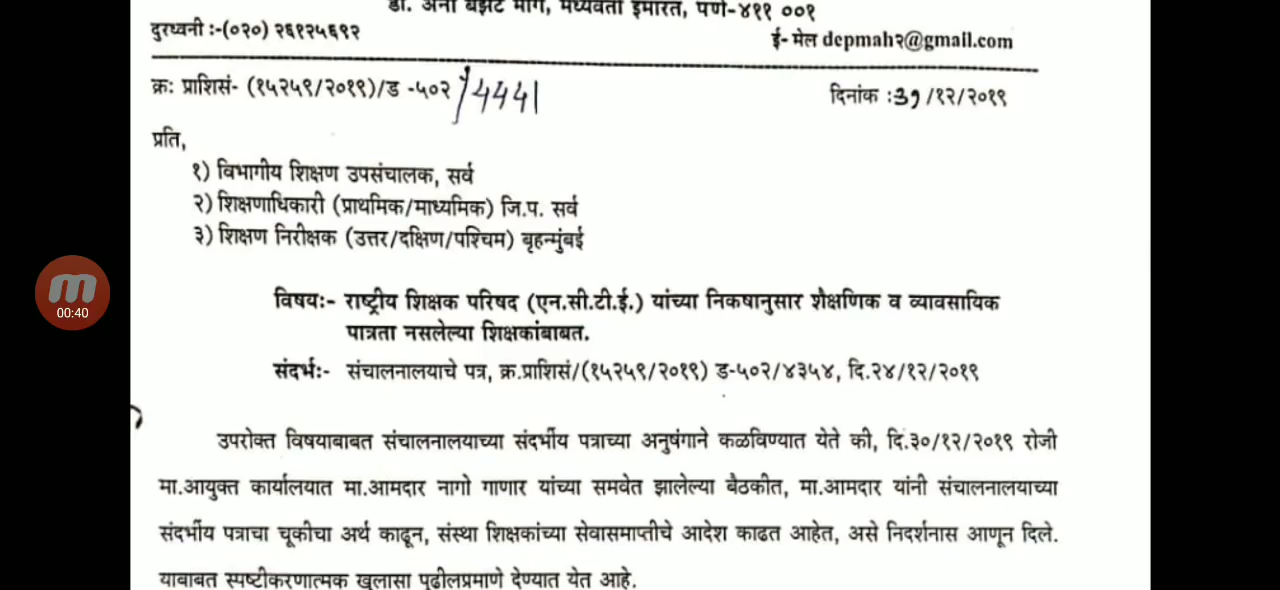 डॉ. अॅनी बेझंट मार्ग, मध्यवर्ती इमारत, पुणे-४११ ००१
दुरध्वनी :-(०२०) २६१२५६९२
ई- मेल depmah२@gmail.com
क्रः प्राशिसं- (१५२५९/२०१९)/ड -५०२/4441
दिनांक :३१/१२/२०१९
प्रति,
१) विभागीय शिक्षण उपसंचालक, सर्व
२) शिक्षणाधिकारी (प्राथमिक/माध्यमिक) जि.प. सर्व
३) शिक्षण निरीक्षक (उत्तर/दक्षिण/पश्चिम) बृहन्मुंबई
00:40
विषयः- राष्ट्रीय शिक्षक परिषद (एन.सी.टी.ई.) यांच्या निकषानुसार शैक्षणिक व व्यावसायिक
पात्रता नसलेल्या शिक्षकांबाबत.
संदर्भः- संचालनालयाचे पत्र, क्र.प्राशिसं/(१५२५९/२०१९) ड-५०२/४३५४, दि.२४/१२/२०१९
उपरोक्त विषयाबाबत संचालनालयाच्या संदर्भीय पत्राच्या अनुषंगाने कळविण्यात येते की, दि.३०/१२/२०१९ रोजी
मा.आयुक्त कार्यालयात मा.आमदार नागो गाणार यांच्या समवेत झालेल्या बैठकीत, मा.आमदार यांनी संचालनालयाच्या
संदर्भीय पत्राचा चूकीचा अर्थ काढून, संस्था शिक्षकांच्या सेवासमाप्तीचे आदेश काढत आहेत, असे निदर्शनास आणून दिले.
याबाबत स्पष्टीकरणात्मक खुलासा पुढीलप्रमाणे देण्यात येत आहे.